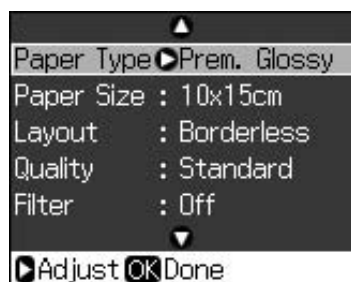 Paper Type Prem. Glossy
Paper Size : 10x15cm
Layout : Borderless
Quality : Standard
Filter : Off
Adjust OK Done